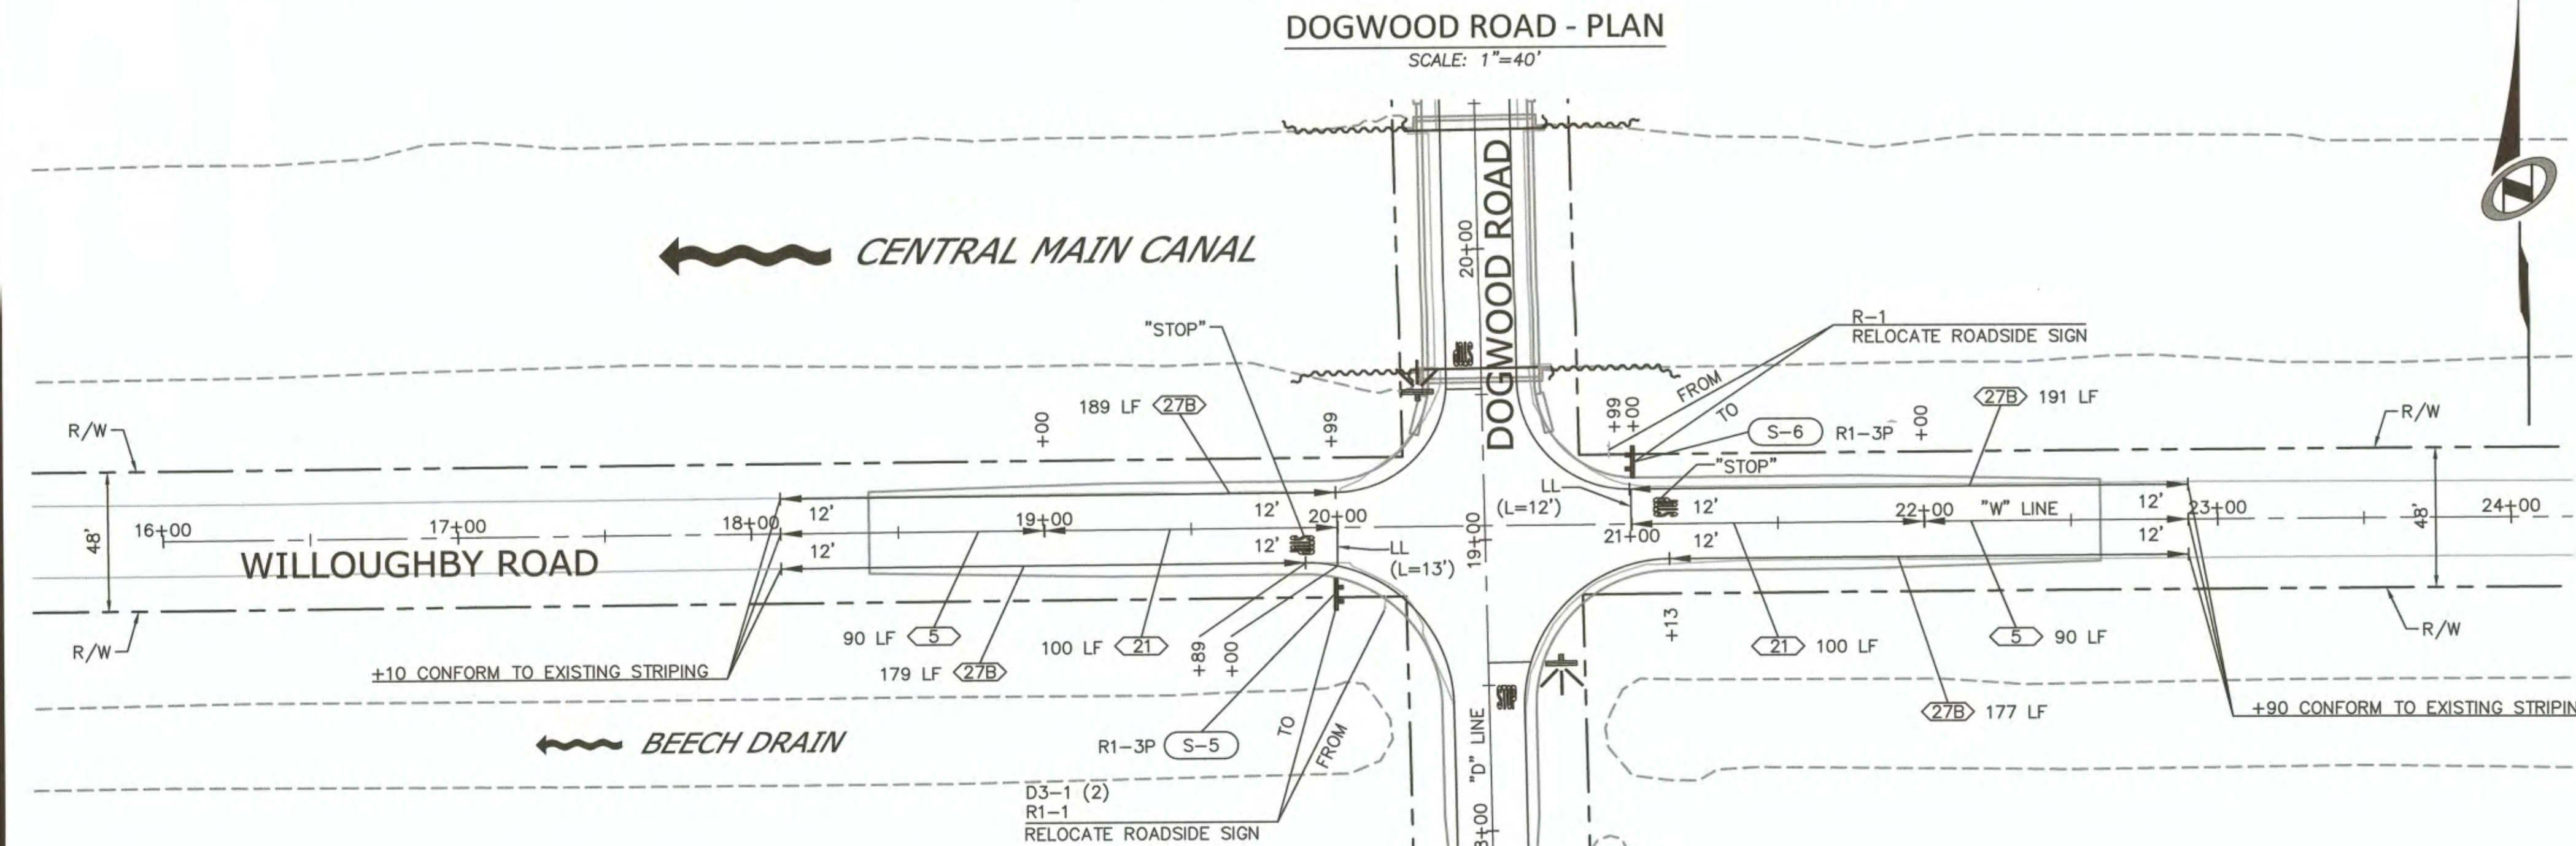 DOGWOOD ROAD - PLAN
SCALE: 1"=40'
CENTRAL MAIN CANAL
20+00
DOGWOOD ROAD
"STOP"
STOP
R-1
RELOCATE ROADSIDE SIGN
FROM
TO
189 LF 27B
+00
+99
+99
+00
S-6 R1-3P
+00
27B 191 LF
R/W
R/W
"STOP"
LL
(L=12')
STOP
48'
16+00
17+00
18+00
12'
19+00
12'
20+00
12'
12'
STOP
LL
(L=13')
19+00
21+00
12'
12'
22+00
"W" LINE
12'
12'
23+00
48'
24+00
WILLOUGHBY ROAD
R/W
R/W
90 LF 5
100 LF 21
179 LF 27B
+89
+00
+13
21 100 LF
5 90 LF
27B 177 LF
+10 CONFORM TO EXISTING STRIPING
+90 CONFORM TO EXISTING STRIPIN
STOP
BEECH DRAIN
R1-3P S-5
TO
FROM
"D" LINE
D3-1 (2)
R1-1
RELOCATE ROADSIDE SIGN